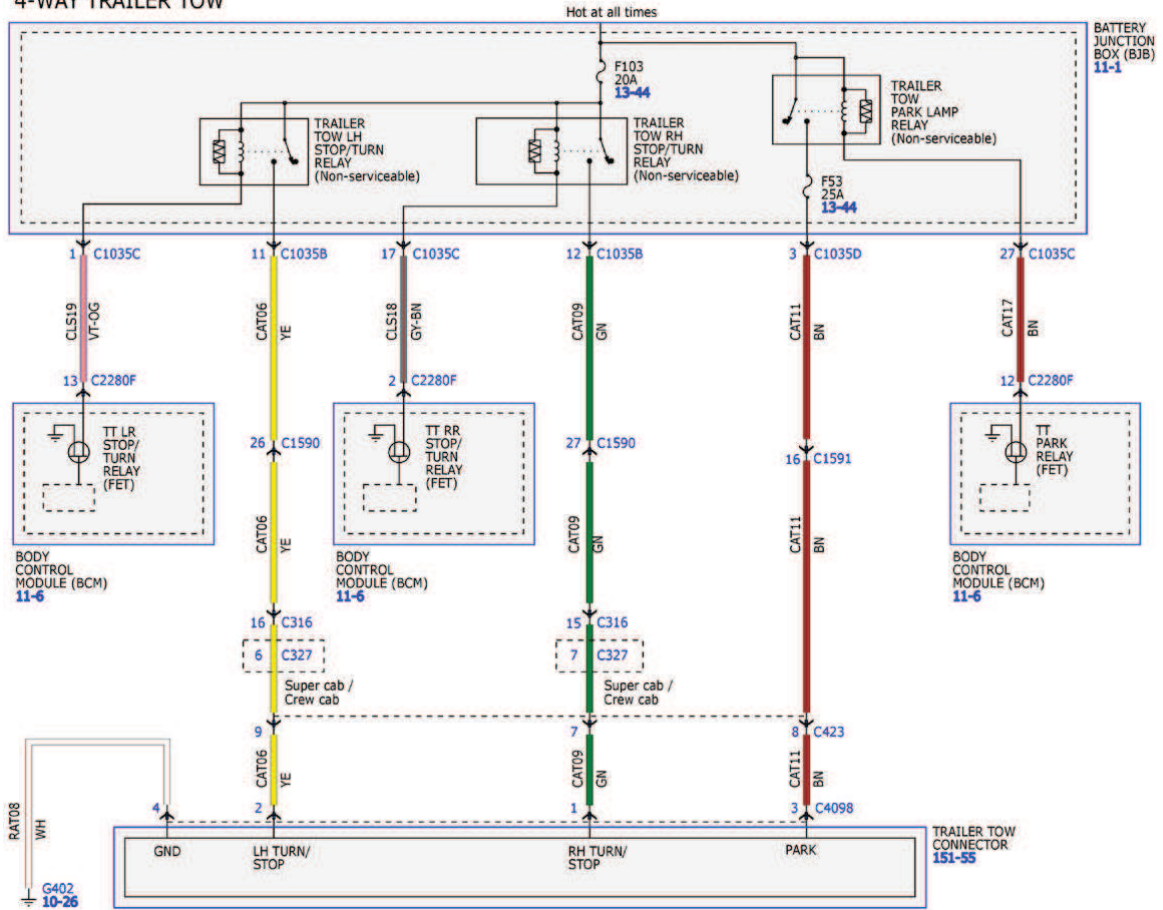 4-WAY TRAILER TOW
Hot at all times
BATTERY
JUNCTION
BOX (BJB)
11-1
F103
20A
13-44
TRAILER
TOW LH
STOP/TURN
RELAY
(Non-serviceable)
TRAILER
TOW RH
STOP/TURN
RELAY
(Non-serviceable)
TRAILER
TOW
PARK LAMP
RELAY
(Non-serviceable)
F53
25A
13-44
1 C1035C
11 C1035B
17 C1035C
12 C1035B
3 C1035D
27 C1035C
CLS19
VT-OG
CAT06
YE
CLS18
GY-BN
CAT09
GN
CAT11
BN
CAT17
BN
13 C2280F
2 C2280F
12 C2280F
TT LR
STOP/
TURN
RELAY
(FET)
26 C1590
TT RR
STOP/
TURN
RELAY
(FET)
27 C1590
16 C1591
TT
PARK
RELAY
(FET)
BODY
CONTROL
MODULE (BCM)
11-6
CAT06
YE
BODY
CONTROL
MODULE (BCM)
11-6
CAT09
GN
CAT11
BN
BODY
CONTROL
MODULE (BCM)
11-6
16 C316
6 C327
Super cab /
Crew cab
15 C316
7 C327
Super cab /
Crew cab
9
7
8 C423
CAT06
YE
CAT09
GN
CAT11
BN
RAT08
WH
4
2
1
3 C4098
GND
LH TURN/
STOP
RH TURN/
STOP
PARK
TRAILER TOW
CONNECTOR
151-55
G402
10-26